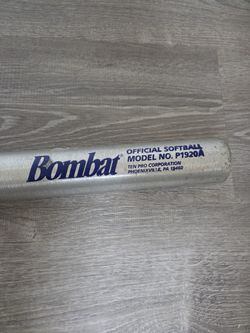 Bombat
OFFICIAL SOFTBALL
MODEL NO. P1920A
TEN PRO CORPORATION
PHOENIXVILLE, PA 19460